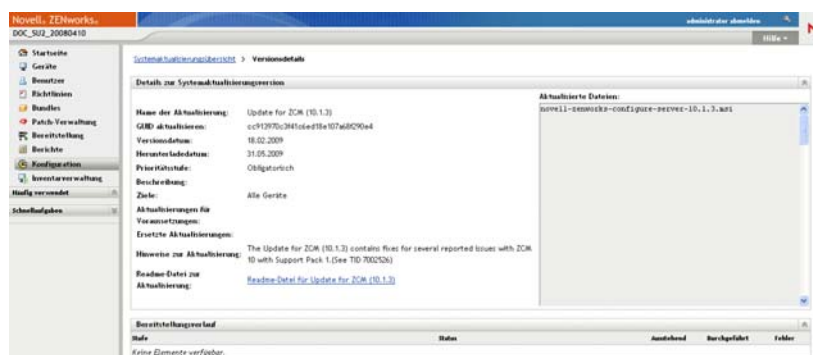 Novell® ZENworks®
administrator abmelden
DOC_SU2_20080410
Hilfe
Startseite
Geräte
Benutzer
Richtlinien
Bundles
Patch-Verwaltung
Bereitstellung
Berichte
Konfiguration
Inventarverwaltung
Häufig verwendet
Schnellaufgaben
Systemaktualisierungsübersicht > Versionsdetails
Details zur Systemaktualisierungsversion
Name der Aktualisierung: Update for ZCM (10.1.3)
GUID aktualisieren:
Versionsdatum: 18.02.2009
Herunterladedatum: 31.05.2009
Prioritätsstufe: Obligatorisch
Beschreibung:
Ziele: Alle Geräte
Aktualisierungen für Voraussetzungen:
Ersetzte Aktualisierungen:
Hinweise zur Aktualisierung: The Update for ZCM (10.1.3) contains fixes for several reported issues with ZCM
10 with Support Pack 1.(See TID 7002526)
Readme-Datei zur Aktualisierung: Readme-Datei für Update for ZCM (10.1.3)
Aktualisierte Dateien:
novell-zenworks-configure-server-10.1.3.msi
Bereitstellungsverlauf
Stufe Status Ausstehend Durchgeführt Fehler
Keine Elemente verfügbar.